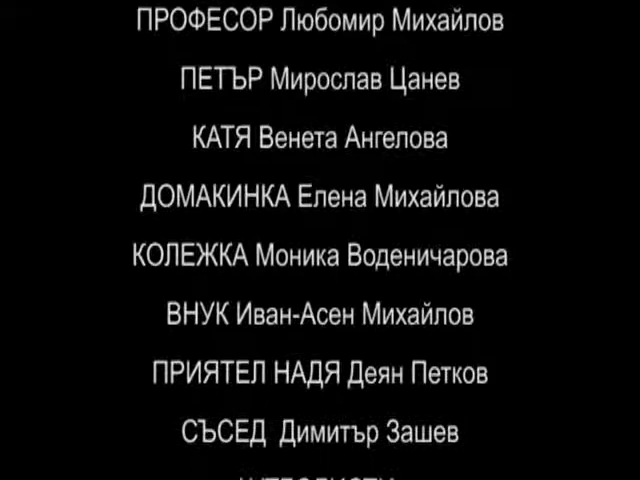 ПРОФЕСОР Любомир Михайлов
ПЕТЪР Мирослав Цанев
КАТЯ Венета Ангелова
ДОМАКИНКА Елена Михайлова
КОЛЕЖКА Моника Воденичарова
ВНУК Иван-Асен Михайлов
ПРИЯТЕЛ НАДЯ Деян Петков
СЪСЕД  Димитър Зашев